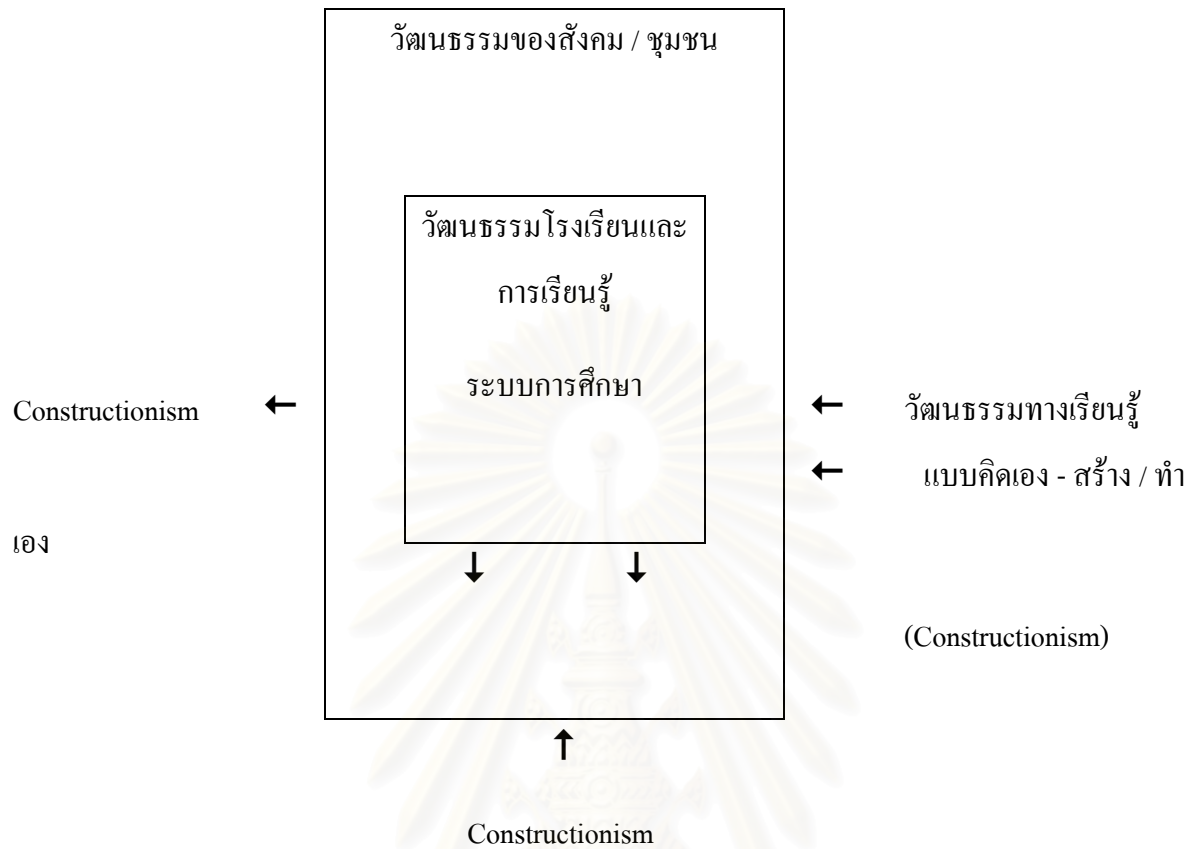 วัฒนธรรมของสังคม / ชุมชน
วัฒนธรรมโรงเรียนและ
การเรียนรู้
ระบบการศึกษา
Constructionism ← ← วัฒนธรรมทางเรียนรู้
← แบบคิดเอง - สร้าง / ทำ
เอง
↓ ↓
(Constructionism)
↑
Constructionism